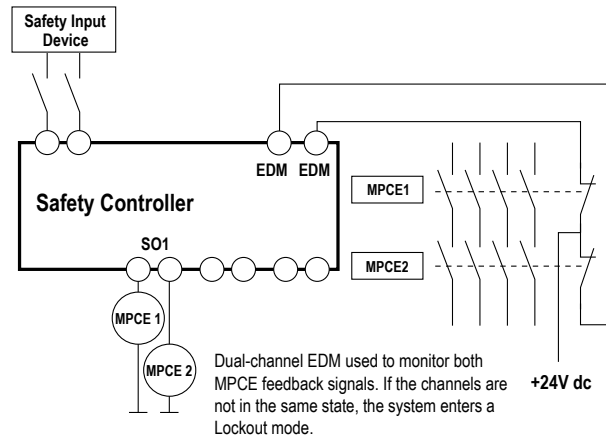 Safety Input
Device
EDM EDM
Safety Controller
MPCE1
SO1
MPCE2
MPCE 1
MPCE 2
Dual-channel EDM used to monitor both
MPCE feedback signals. If the channels are
not in the same state, the system enters a
Lockout mode.
+24V dc